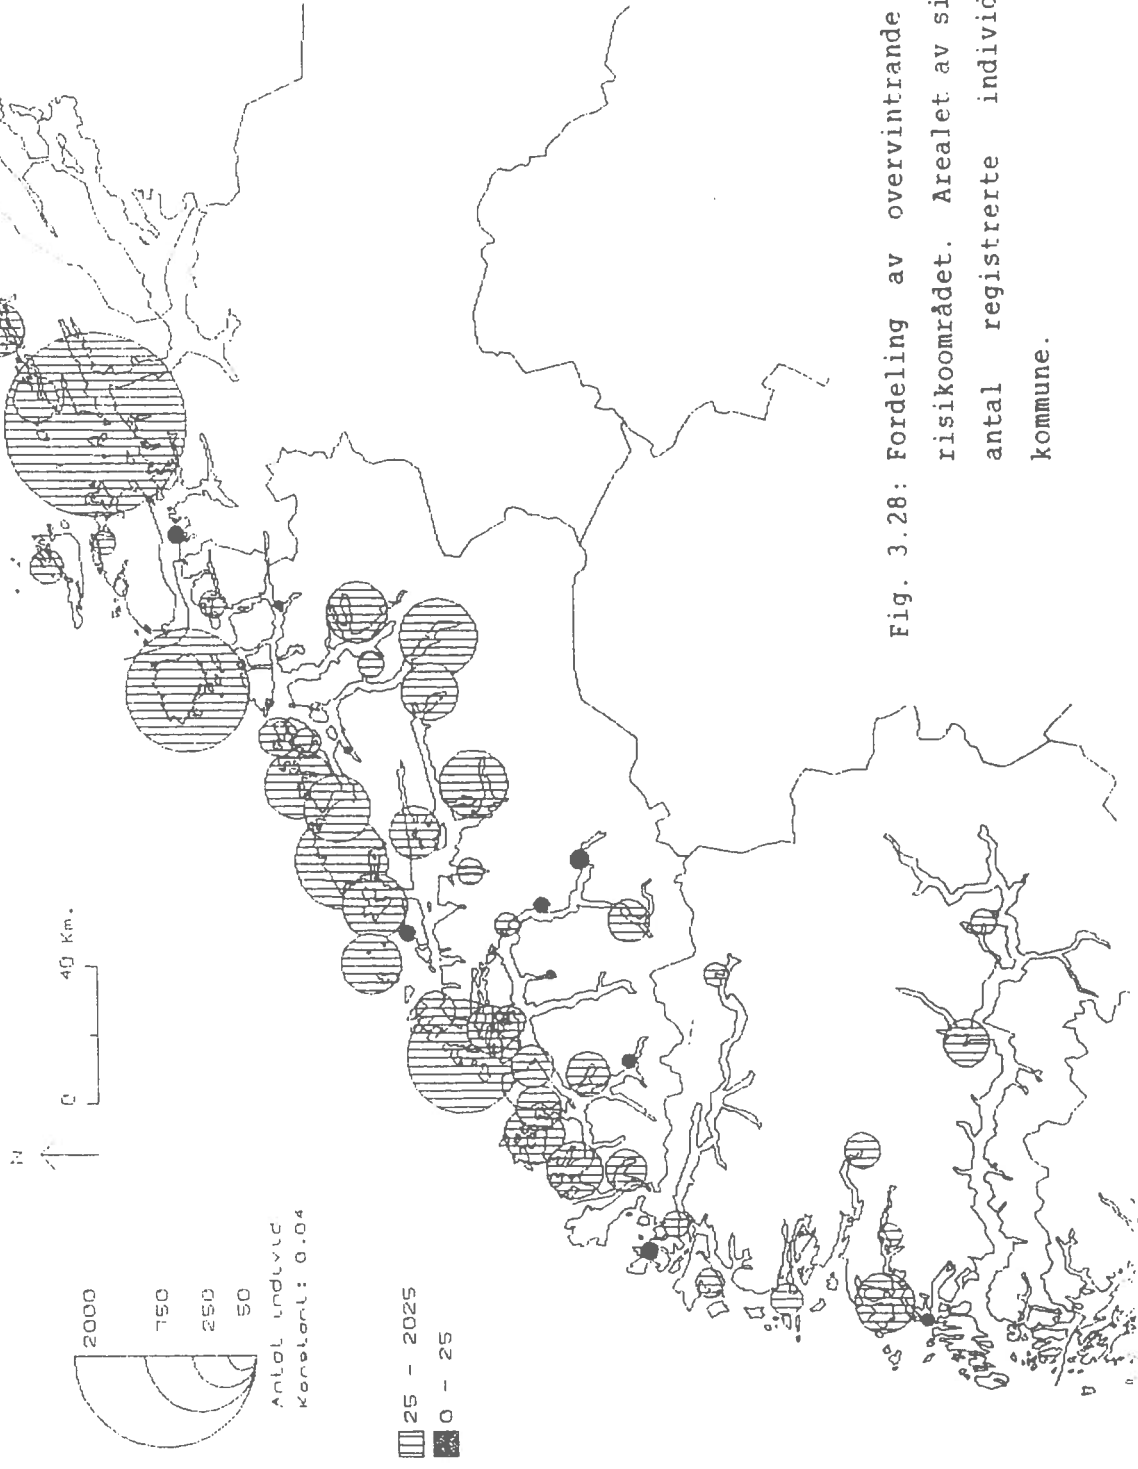 N
0 40 Km.
2000
750
250
50
Antal individ
Konstant: 0.04
25 - 2025
0 - 25
Fig. 3.28: Fordeling av overvintrande
risikoområdet. Arealet av si
antal registrerte individ
kommune.